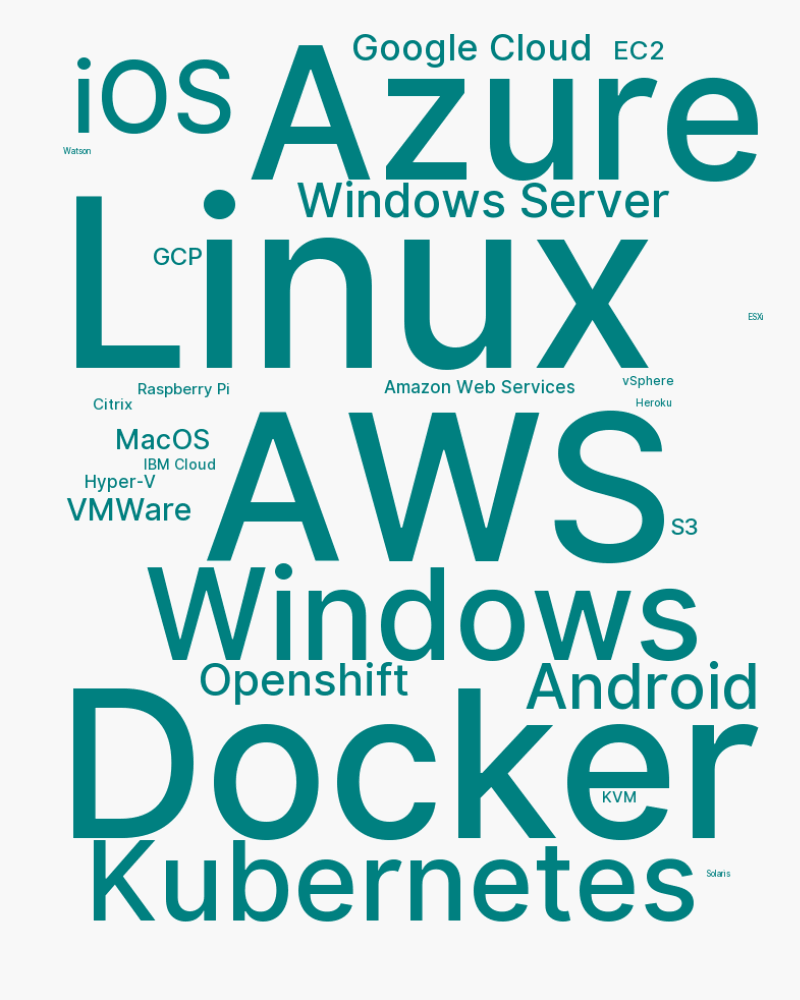 Google Cloud
EC2
iOS
Azure
Watson
Windows Server
Linux
GCP
ESXi
Raspberry Pi
Amazon Web Services
vSphere
Citrix
Heroku
MacOS
AWS
IBM Cloud
Hyper-V
VMWare
S3
Windows
Openshift
Android
Docker
KVM
Kubernetes
Solaris